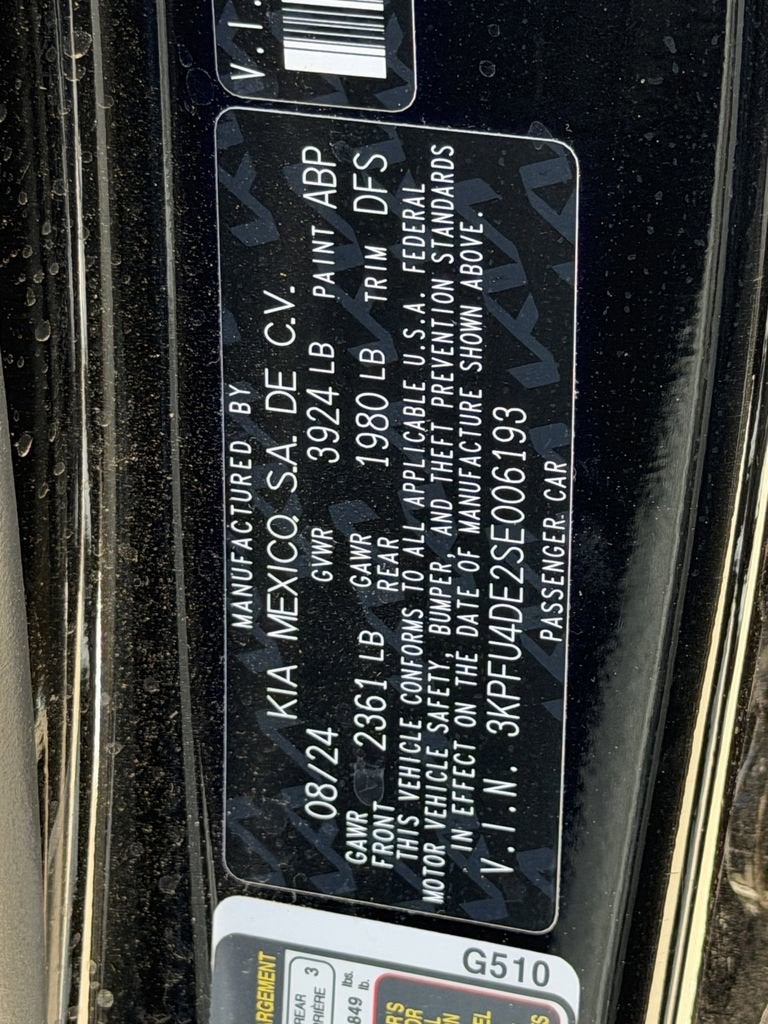 V.I.
MANUFACTURED BY
KIA MEXICO, S.A. DE C.V.
08/24 GVWR 3924 LB PAINT ABP
GAWR FRONT 2361 LB GAWR REAR 1980 LB TRIM DFS
THIS VEHICLE CONFORMS TO ALL APPLICABLE U.S.A. FEDERAL
MOTOR VEHICLE SAFETY, BUMPER, AND THEFT PREVENTION STANDARDS
IN EFFECT ON THE DATE OF MANUFACTURE SHOWN ABOVE.
V.I.N. 3KPFU4DE2SE006193
PASSENGER CAR
ARGEMENT
REAR 3
RRIÈRE
849 lbs.
lb.
G510